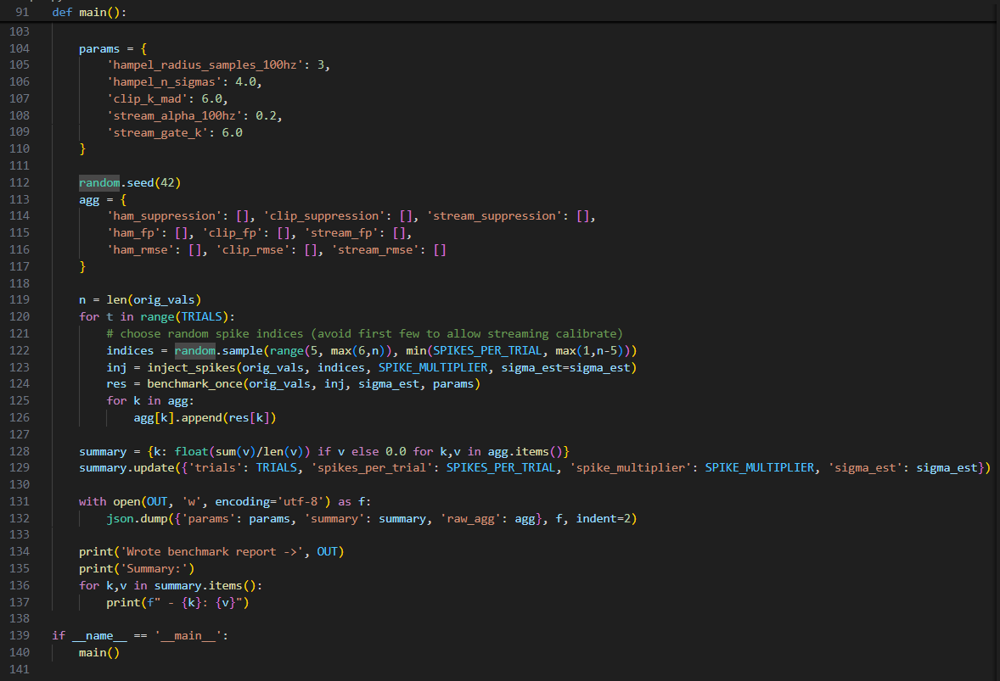 91 def main():
103
104 params = {
105 'hampel_radius_samples_100hz': 3,
106 'hampel_n_sigmas': 4.0,
107 'clip_k_mad': 6.0,
108 'stream_alpha_100hz': 0.2,
109 'stream_gate_k': 6.0
110 }
111
112 random.seed(42)
113 agg = {
114 'ham_suppression': [], 'clip_suppression': [], 'stream_suppression': [],
115 'ham_fp': [], 'clip_fp': [], 'stream_fp': [],
116 'ham_rmse': [], 'clip_rmse': [], 'stream_rmse': []
117 }
118
119 n = len(orig_vals)
120 for t in range(TRIALS):
121 # choose random spike indices (avoid first few to allow streaming calibrate)
122 indices = random.sample(range(5, max(6,n)), min(SPIKES_PER_TRIAL, max(1,n-5)))
123 inj = inject_spikes(orig_vals, indices, SPIKE_MULTIPLIER, sigma_est=sigma_est)
124 res = benchmark_once(orig_vals, inj, sigma_est, params)
125 for k in agg:
126 agg[k].append(res[k])
127
128 summary = {k: float(sum(v)/len(v)) if v else 0.0 for k,v in agg.items()}
129 summary.update({'trials': TRIALS, 'spikes_per_trial': SPIKES_PER_TRIAL, 'spike_multiplier': SPIKE_MULTIPLIER, 'sigma_est': sigma_est})
130
131 with open(OUT, 'w', encoding='utf-8') as f:
132 json.dump({'params': params, 'summary': summary, 'raw_agg': agg}, f, indent=2)
133
134 print('Wrote benchmark report ->', OUT)
135 print('Summary:')
136 for k,v in summary.items():
137 print(f" - {k}: {v}")
138
139 if __name__ == '__main__':
140 main()
141